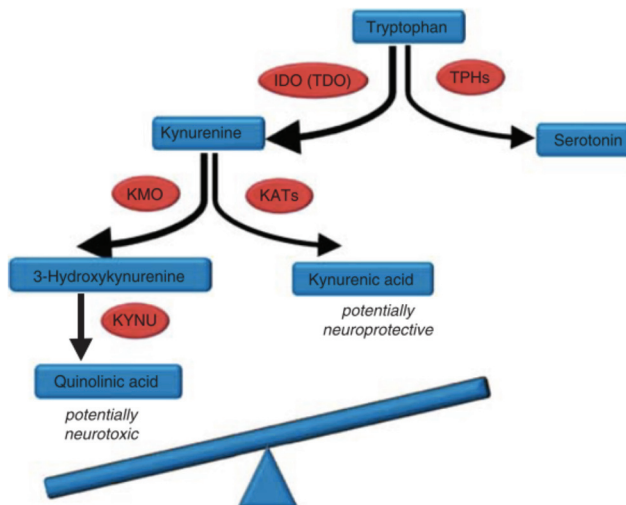 Tryptophan
IDO (TDO)
TPHs
Kynurenine
Serotonin
KMO
KATs
3-Hydroxykynurenine
Kynurenic acid
potentially
neuroprotective
KYNU
Quinolinic acid
potentially
neurotoxic